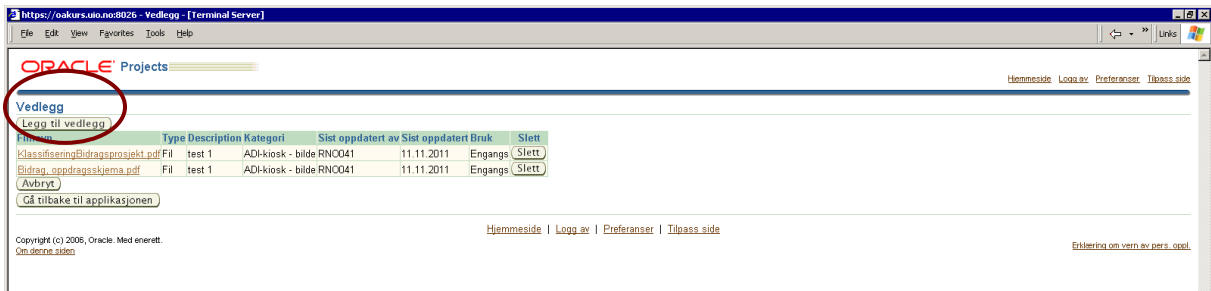 https://oakurs.uio.no:8026 - Vedlegg - [Terminal Server]
File Edit View Favorites Tools Help
» Links
ORACLE® Projects
Hjemmeside Logg av Preferanser Tilpass side
Vedlegg
Legg til vedlegg
Filnavn Type Description Kategori Sist oppdatert av Sist oppdatert Bruk Slett
KlassifiseringBidragsprosjekt.pdf Fil test 1 ADI-kiosk - bilde RNO041 11.11.2011 Engangs Slett
Bidrag, oppdragsskjema.pdf Fil test 1 ADI-kiosk - bilde RNO041 11.11.2011 Engangs Slett
Avbryt
Gå tilbake til applikasjonen
Hjemmeside | Logg av | Preferanser | Tilpass side
Copyright (c) 2006, Oracle. Med enerett.
Om denne siden
Erklæring om vern av pers. oppl.